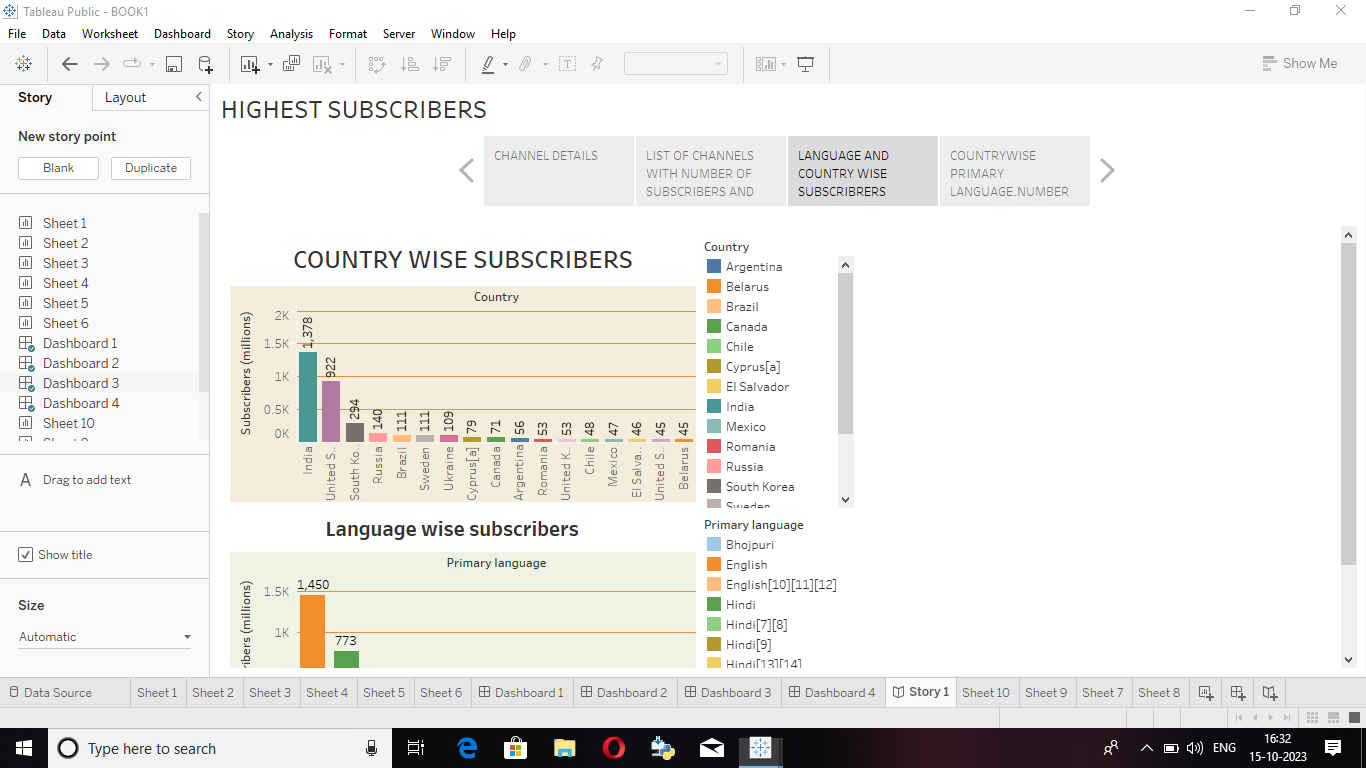 Tableau Public - BOOK1
File Data Worksheet Dashboard Story Analysis Format Server Window Help
Show Me
Story Layout
New story point
Blank Duplicate
Sheet 1
Sheet 2
Sheet 3
Sheet 4
Sheet 5
Sheet 6
Dashboard 1
Dashboard 2
Dashboard 3
Dashboard 4
Sheet 10
A Drag to add text
Show title
Size
Automatic
HIGHEST SUBSCRIBERS
CHANNEL DETAILS
LIST OF CHANNELS
WITH NUMBER OF
SUBSCRIBERS AND
LANGUAGE AND
COUNTRY WISE
SUBSCRIBRERS
COUNTRYWISE
PRIMARY
LANGUAGE.NUMBER
COUNTRY WISE SUBSCRIBERS
Country
Subscribers (millions)
2K
1.5K
1K
0.5K
0K
1,378 922 294 140 111 111 109 79 71 56 53 53 48 47 46 45 45
India United S.. South Ko.. Russia Brazil Sweden Ukraine Cyprus[a] Canada Argentina Romania United K.. Chile Mexico El Salva.. United S.. Belarus
Country
Argentina
Belarus
Brazil
Canada
Chile
Cyprus[a]
El Salvador
India
Mexico
Romania
Russia
South Korea
Sweden
Language wise subscribers
Primary language
(millions)
1.5K
1K
1,450
773
Primary language
Bhojpuri
English
English[10][11][12]
Hindi
Hindi[7][8]
Hindi[9]
Hindi[13][14]
Data Source Sheet 1 Sheet 2 Sheet 3 Sheet 4 Sheet 5 Sheet 6 Dashboard 1 Dashboard 2 Dashboard 3 Dashboard 4 Story 1 Sheet 10 Sheet 9 Sheet 7 Sheet 8
Type here to search
ENG
16:32
15-10-2023